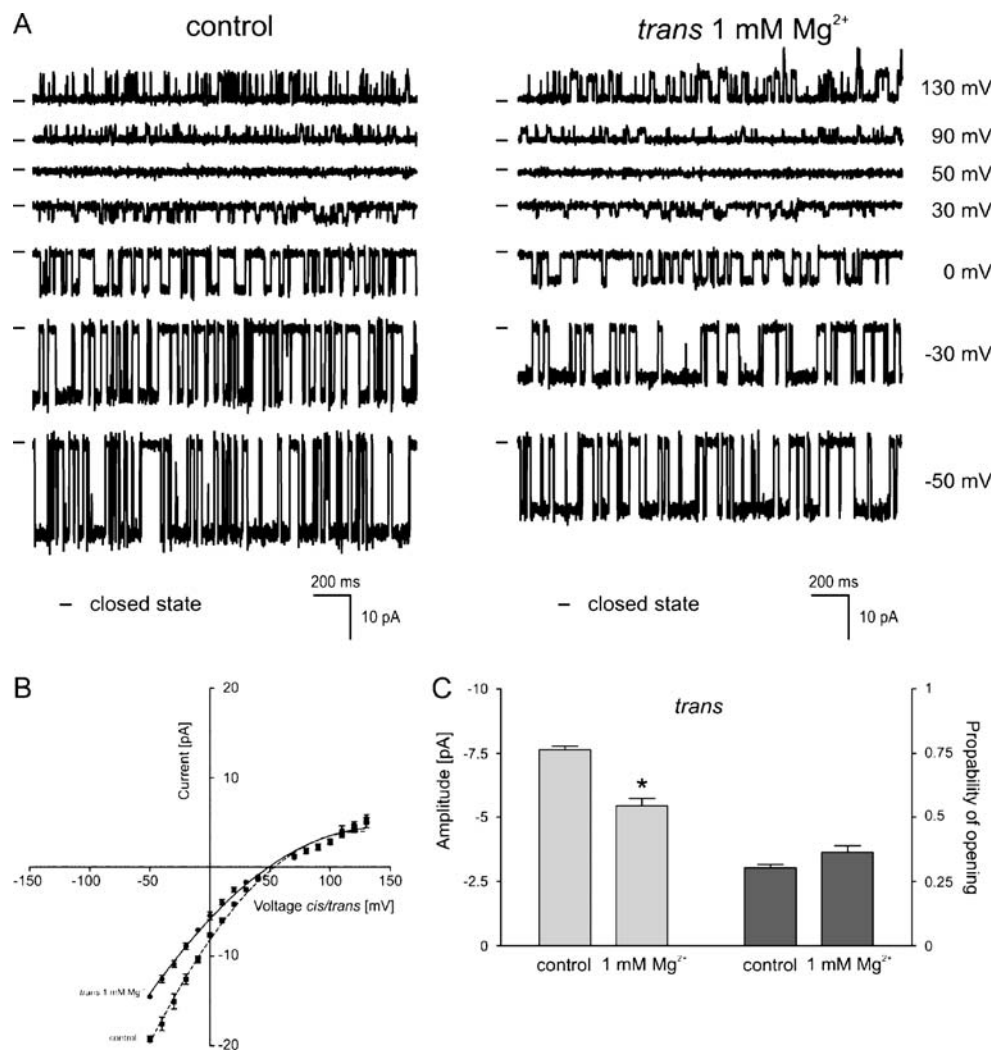 A
control
trans 1 mM Mg²⁺
130 mV
90 mV
50 mV
30 mV
0 mV
-30 mV
-50 mV
– closed state
200 ms
10 pA
– closed state
200 ms
10 pA
B
Current [pA]
20
10
-10
-20
-150 -100 -50 0 50 100 150
Voltage cis/trans [mV]
trans 1 mM Mg²⁺
control
C
trans
Amplitude [pA]
-10
-7.5
-5
-2.5
0
*
control 1 mM Mg²⁺ control 1 mM Mg²⁺
1
0.75
0.5
0.25
0
Propability of opening